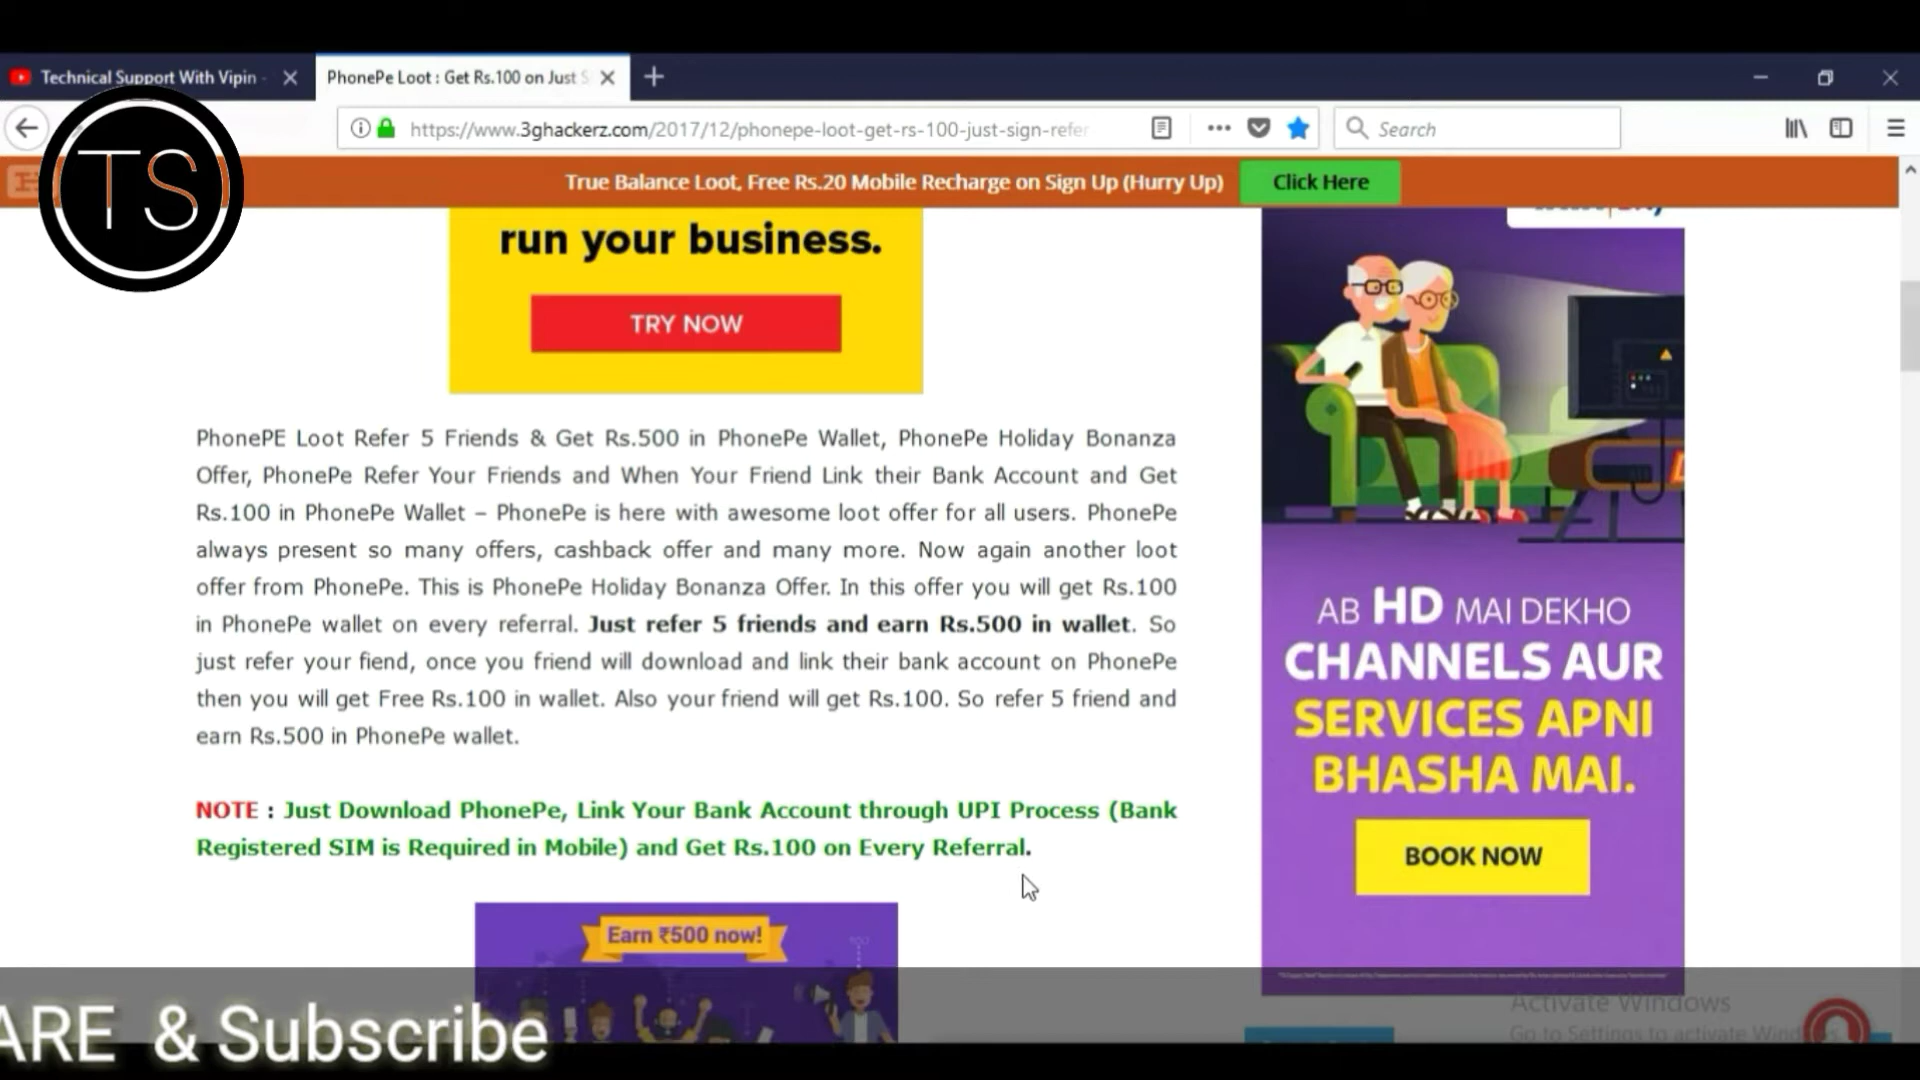 Technical Support With Vipin -
PhonePe Loot : Get Rs.100 on Just S
https://www.3ghackerz.com/2017/12/phonepe-loot-get-rs-100-just-sign-refer
Search
TS
True Balance Loot, Free Rs.20 Mobile Recharge on Sign Up (Hurry Up)
Click Here
run your business.
TRY NOW
PhonePE Loot Refer 5 Friends & Get Rs.500 in PhonePe Wallet, PhonePe Holiday Bonanza
Offer, PhonePe Refer Your Friends and When Your Friend Link their Bank Account and Get
Rs.100 in PhonePe Wallet – PhonePe is here with awesome loot offer for all users. PhonePe
always present so many offers, cashback offer and many more. Now again another loot
offer from PhonePe. This is PhonePe Holiday Bonanza Offer. In this offer you will get Rs.100
in PhonePe wallet on every referral. Just refer 5 friends and earn Rs.500 in wallet. So
just refer your fiend, once you friend will download and link their bank account on PhonePe
then you will get Free Rs.100 in wallet. Also your friend will get Rs.100. So refer 5 friend and
earn Rs.500 in PhonePe wallet.
NOTE : Just Download PhonePe, Link Your Bank Account through UPI Process (Bank
Registered SIM is Required in Mobile) and Get Rs.100 on Every Referral.
Earn ₹500 now!
AB HD MAI DEKHO
CHANNELS AUR
SERVICES APNI
BHASHA MAI.
BOOK NOW
Activate Windows
Go to Settings to activate Windows.
ARE & Subscribe